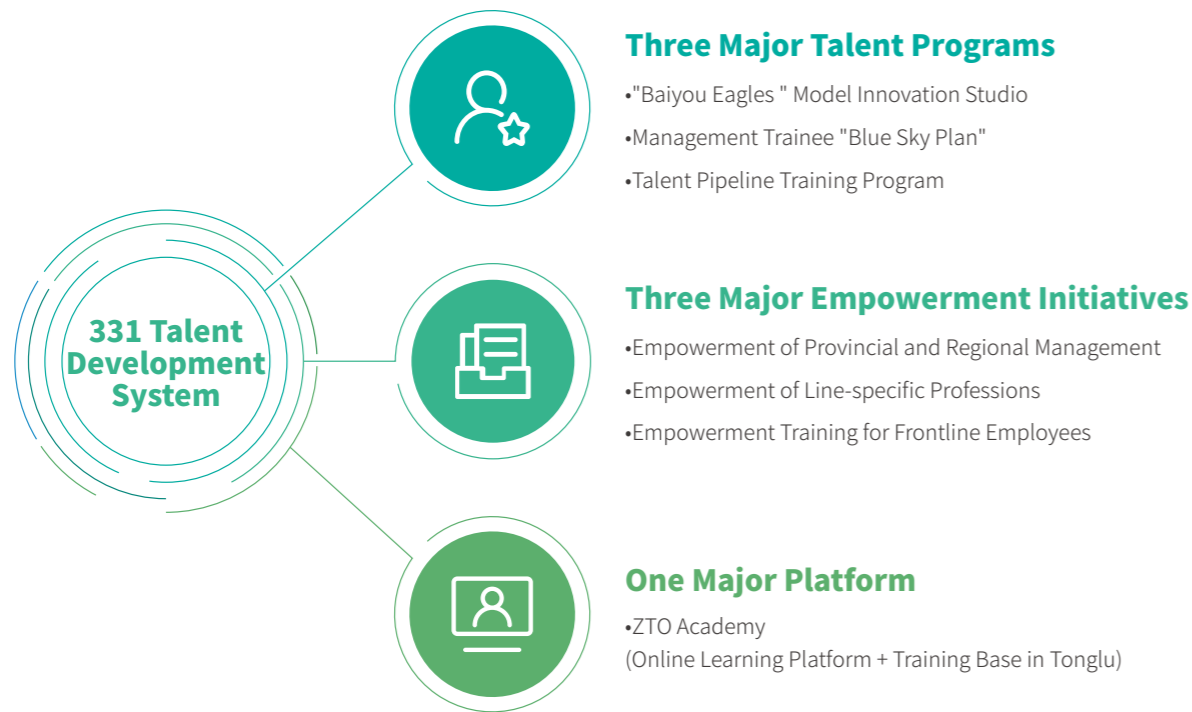 331 Talent
Development
System
Three Major Talent Programs
•"Baiyou Eagles " Model Innovation Studio
•Management Trainee "Blue Sky Plan"
•Talent Pipeline Training Program
Three Major Empowerment Initiatives
•Empowerment of Provincial and Regional Management
•Empowerment of Line-specific Professions
•Empowerment Training for Frontline Employees
One Major Platform
•ZTO Academy
(Online Learning Platform + Training Base in Tonglu)